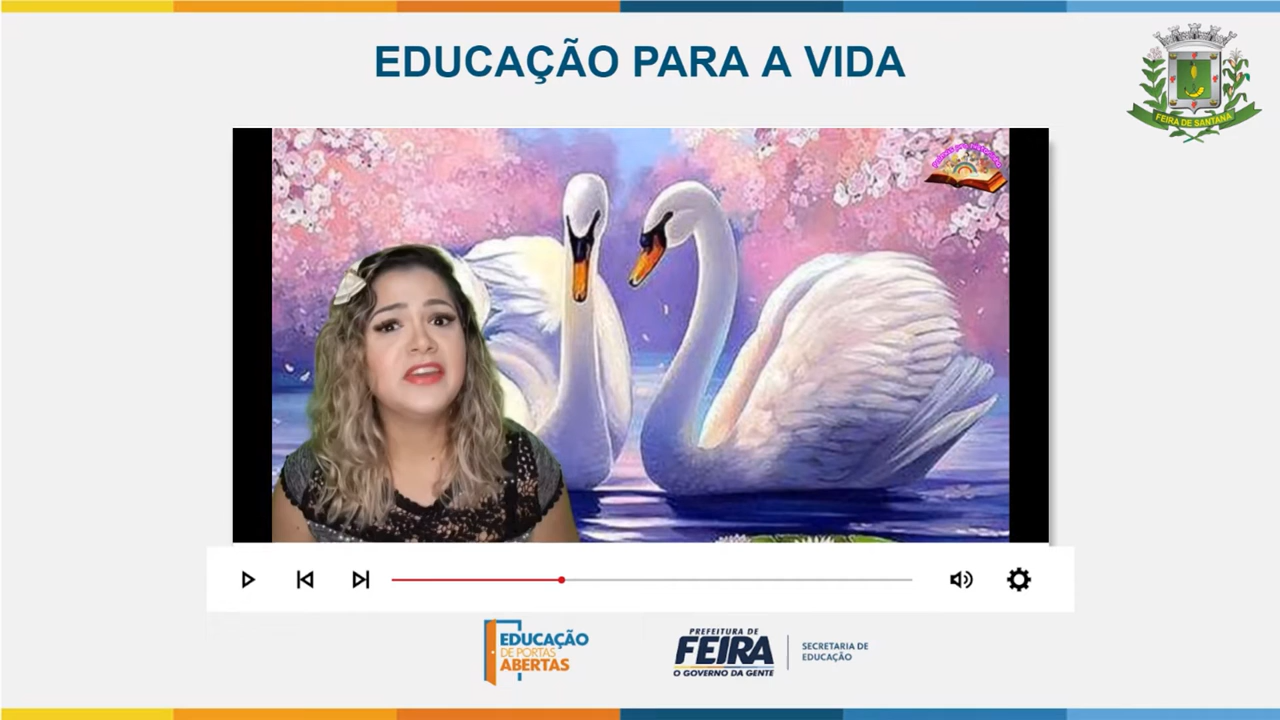 EDUCAÇÃO PARA A VIDA
FEIRA DE SANTANA
EDUCAÇÃO
DE PORTAS
ABERTAS
PREFEITURA DE
FEIRA
O GOVERNO DA GENTE
SECRETARIA DE
EDUCAÇÃO